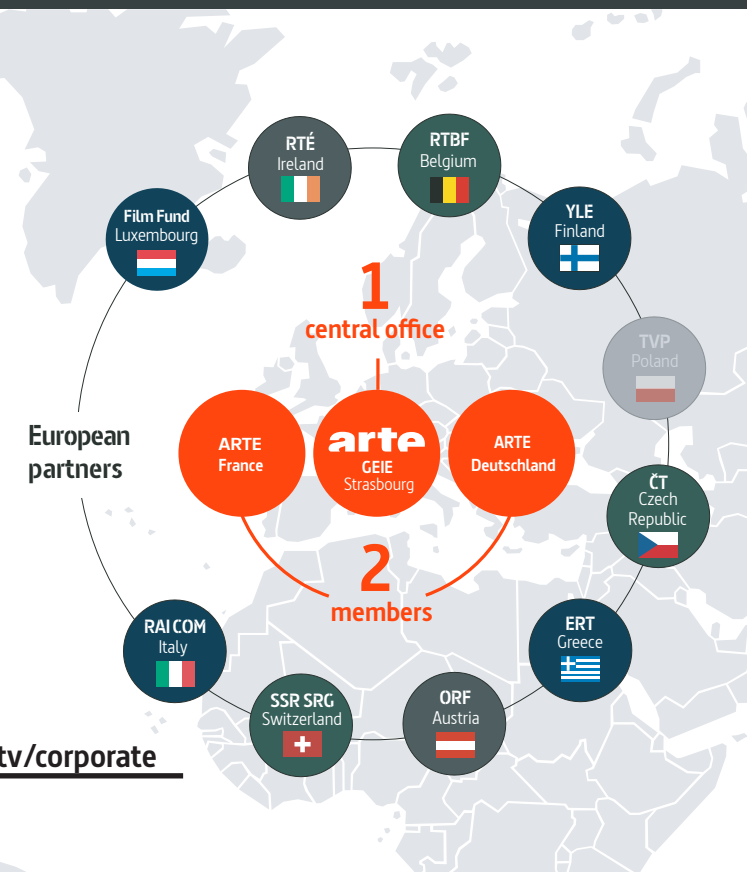 RTÉ
Ireland
RTBF
Belgium
Film Fund
Luxembourg
YLE
Finland
1
central office
TVP
Poland
European
partners
ARTE
France
arte
GEIE
Strasbourg
ARTE
Deutschland
ČT
Czech
Republic
2
members
RAI COM
Italy
ERT
Greece
SSR SRG
Switzerland
ORF
Austria
tv/corporate